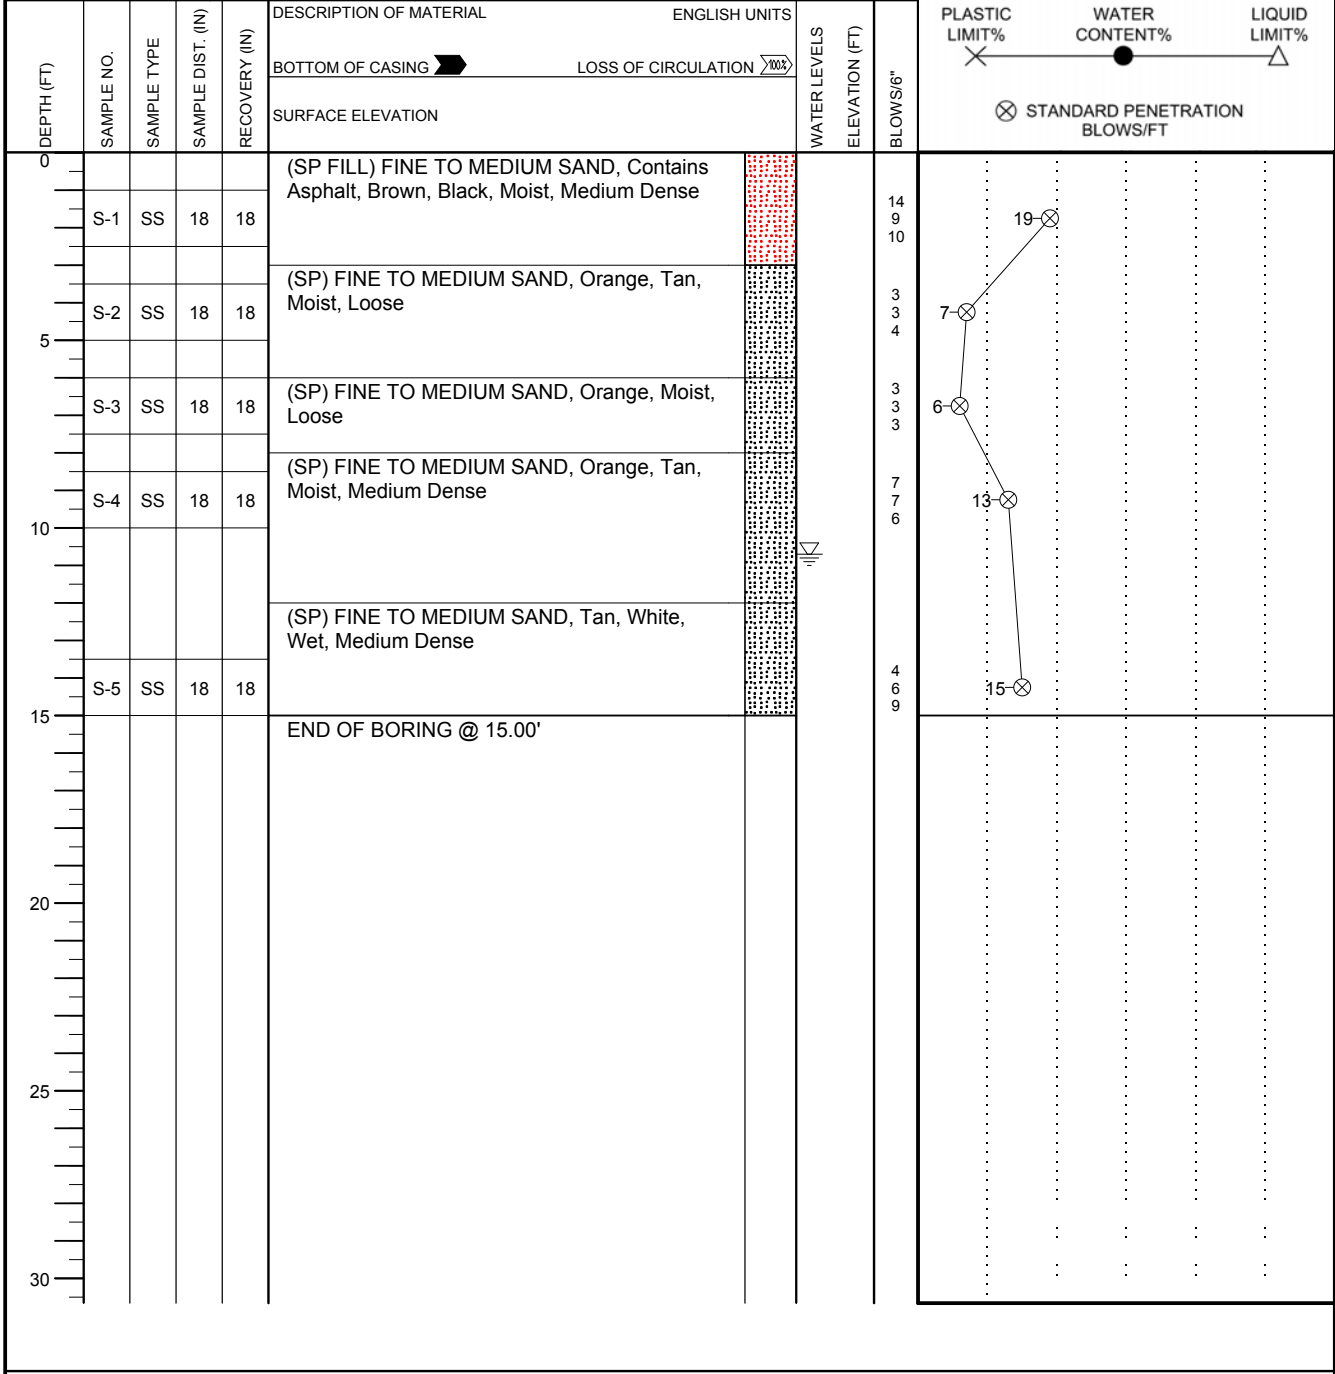 DEPTH (FT)
SAMPLE NO.
SAMPLE TYPE
SAMPLE DIST. (IN)
RECOVERY (IN)
DESCRIPTION OF MATERIAL ENGLISH UNITS
BOTTOM OF CASING LOSS OF CIRCULATION 100%
SURFACE ELEVATION
WATER LEVELS
ELEVATION (FT)
BLOWS/6"
PLASTIC LIMIT%
WATER CONTENT%
LIQUID LIMIT%
STANDARD PENETRATION
BLOWS/FT
0
(SP FILL) FINE TO MEDIUM SAND, Contains
Asphalt, Brown, Black, Moist, Medium Dense
S-1 SS 18 18
14
9
10
19
(SP) FINE TO MEDIUM SAND, Orange, Tan,
Moist, Loose
S-2 SS 18 18
3
3
4
7
5
(SP) FINE TO MEDIUM SAND, Orange, Moist,
Loose
S-3 SS 18 18
3
3
3
6
(SP) FINE TO MEDIUM SAND, Orange, Tan,
Moist, Medium Dense
S-4 SS 18 18
7
7
6
13
10
(SP) FINE TO MEDIUM SAND, Tan, White,
Wet, Medium Dense
S-5 SS 18 18
4
6
9
15
15
END OF BORING @ 15.00'
20
25
30